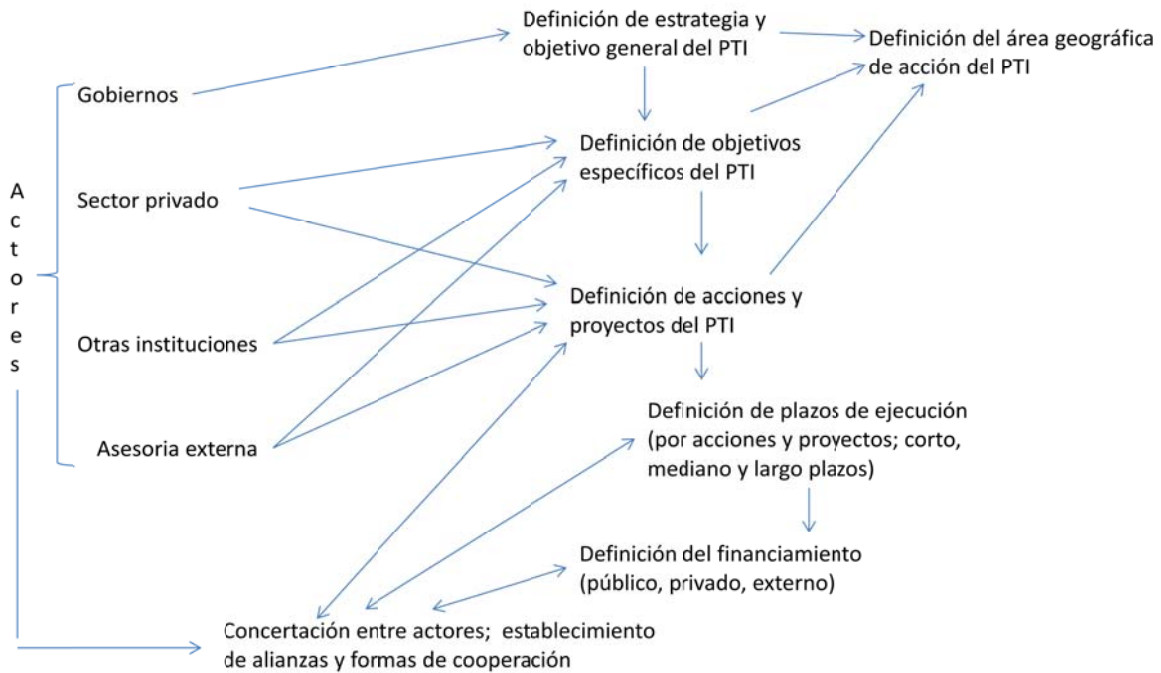 Definición de estrategia y
objetivo general del PTI
Definición del área geográfica
de acción del PTI
Gobiernos
Definición de objetivos
específicos del PTI
Actores
Sector privado
Definición de acciones y
proyectos del PTI
Otras instituciones
Definición de plazos de ejecución
(por acciones y proyectos; corto,
mediano y largo plazos)
Asesoria externa
Definición del financiamiento
(público, privado, externo)
Concertación entre actores; establecimiento
de alianzas y formas de cooperación